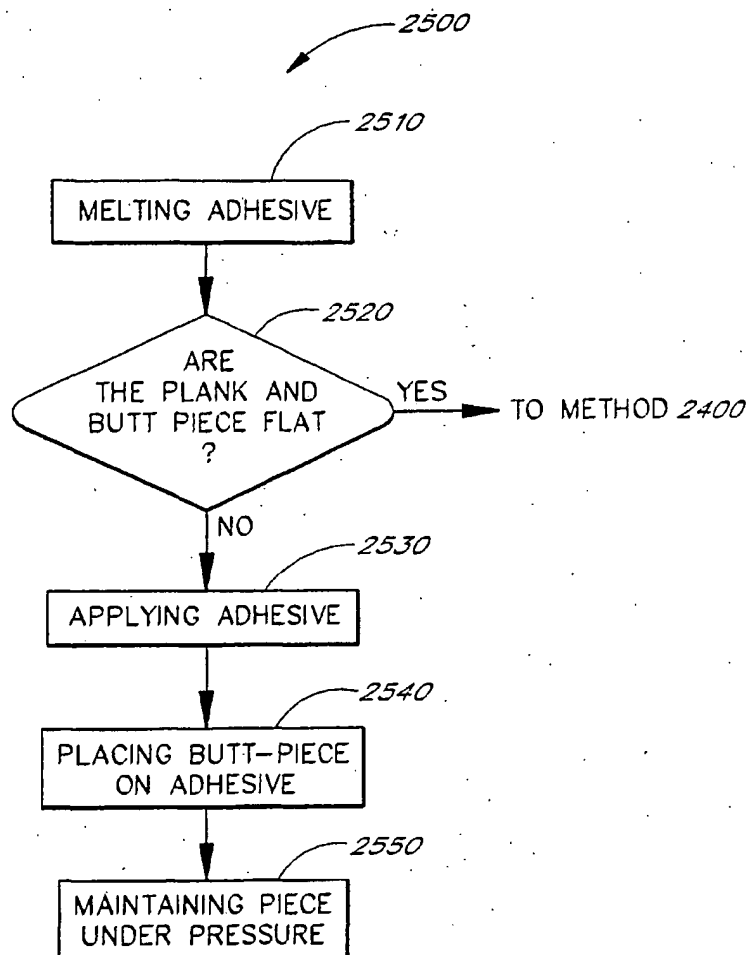 2500
2510
MELTING ADHESIVE
2520
ARE
THE PLANK AND
BUTT PIECE FLAT
?
YES
TO METHOD 2400
NO
2530
APPLYING ADHESIVE
2540
PLACING BUTT-PIECE
ON ADHESIVE
2550
MAINTAINING PIECE
UNDER PRESSURE